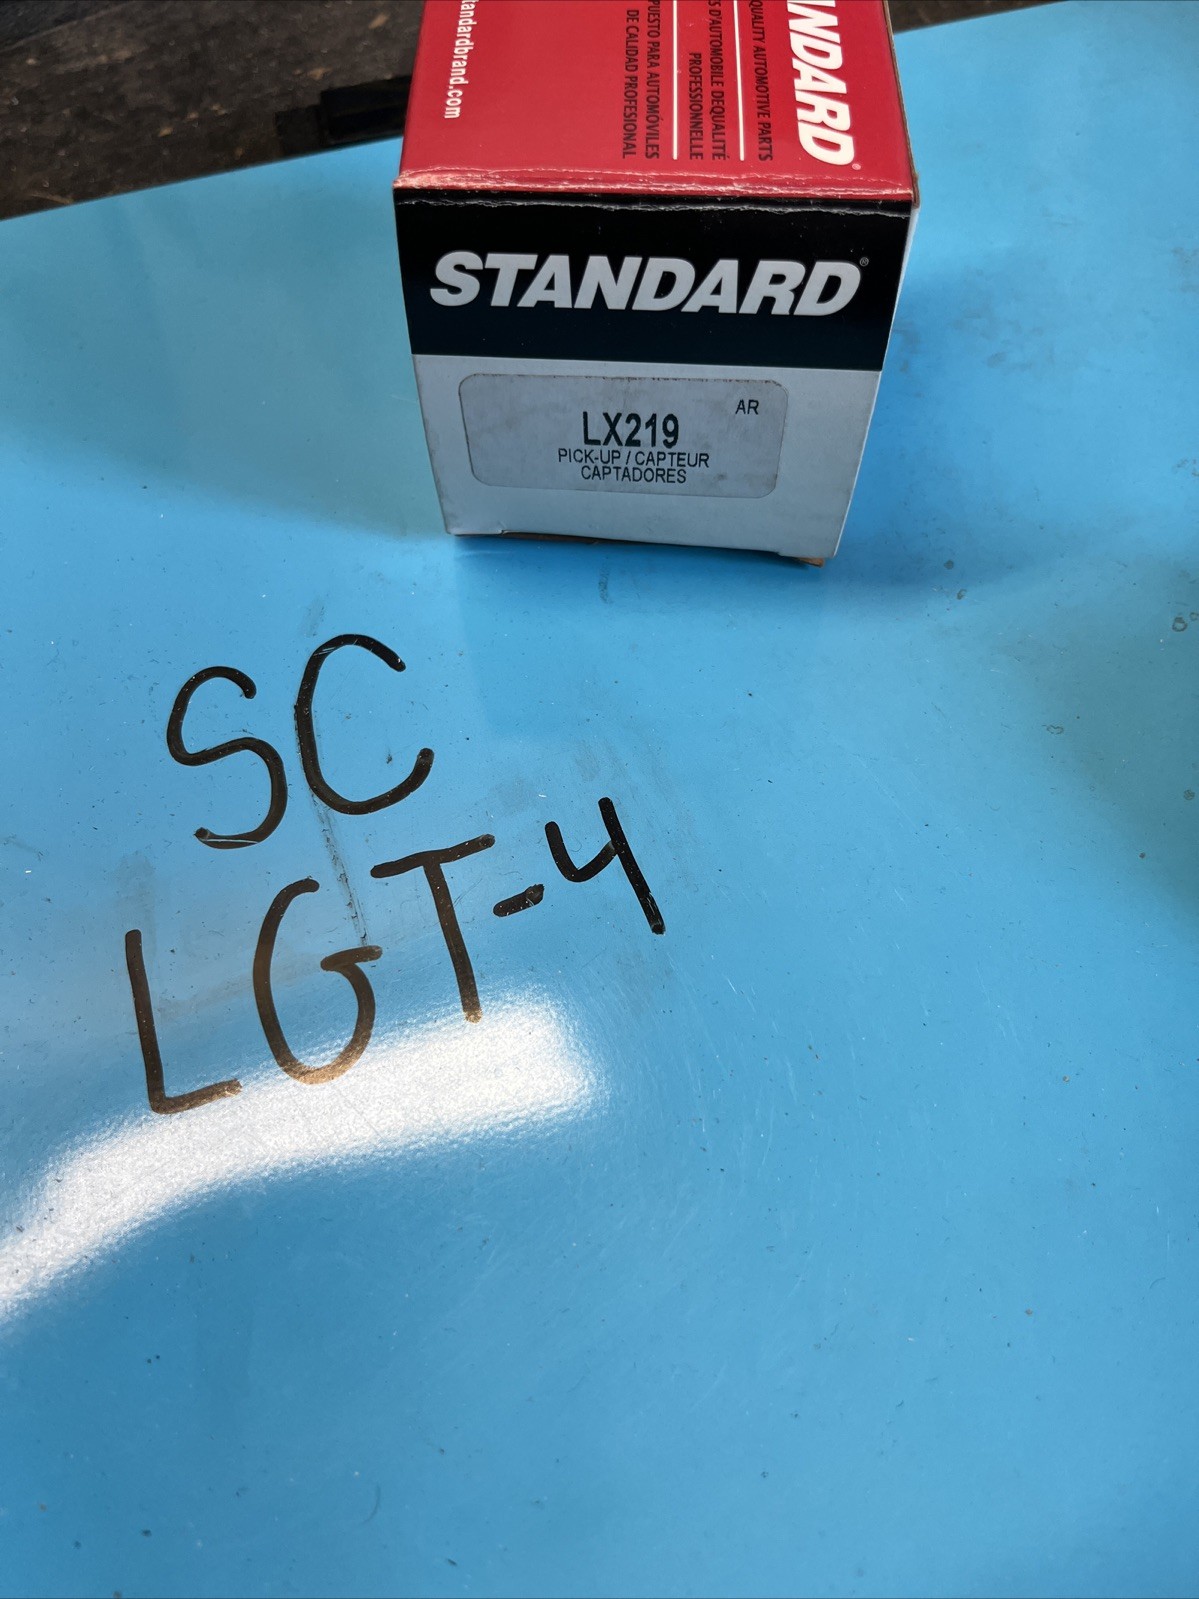 tandardbrand.com
PUESTO PARA AUTOMÓVILES
DE CALIDAD PROFESIONAL
S D'AUTOMOBILE DEQUALITÉ
PROFESSIONNELLE
QUALITY AUTOMOTIVE PARTS
NDARD®
STANDARD®
AR
LX219
PICK-UP / CAPTEUR
CAPTADORES
SC
LGT-4